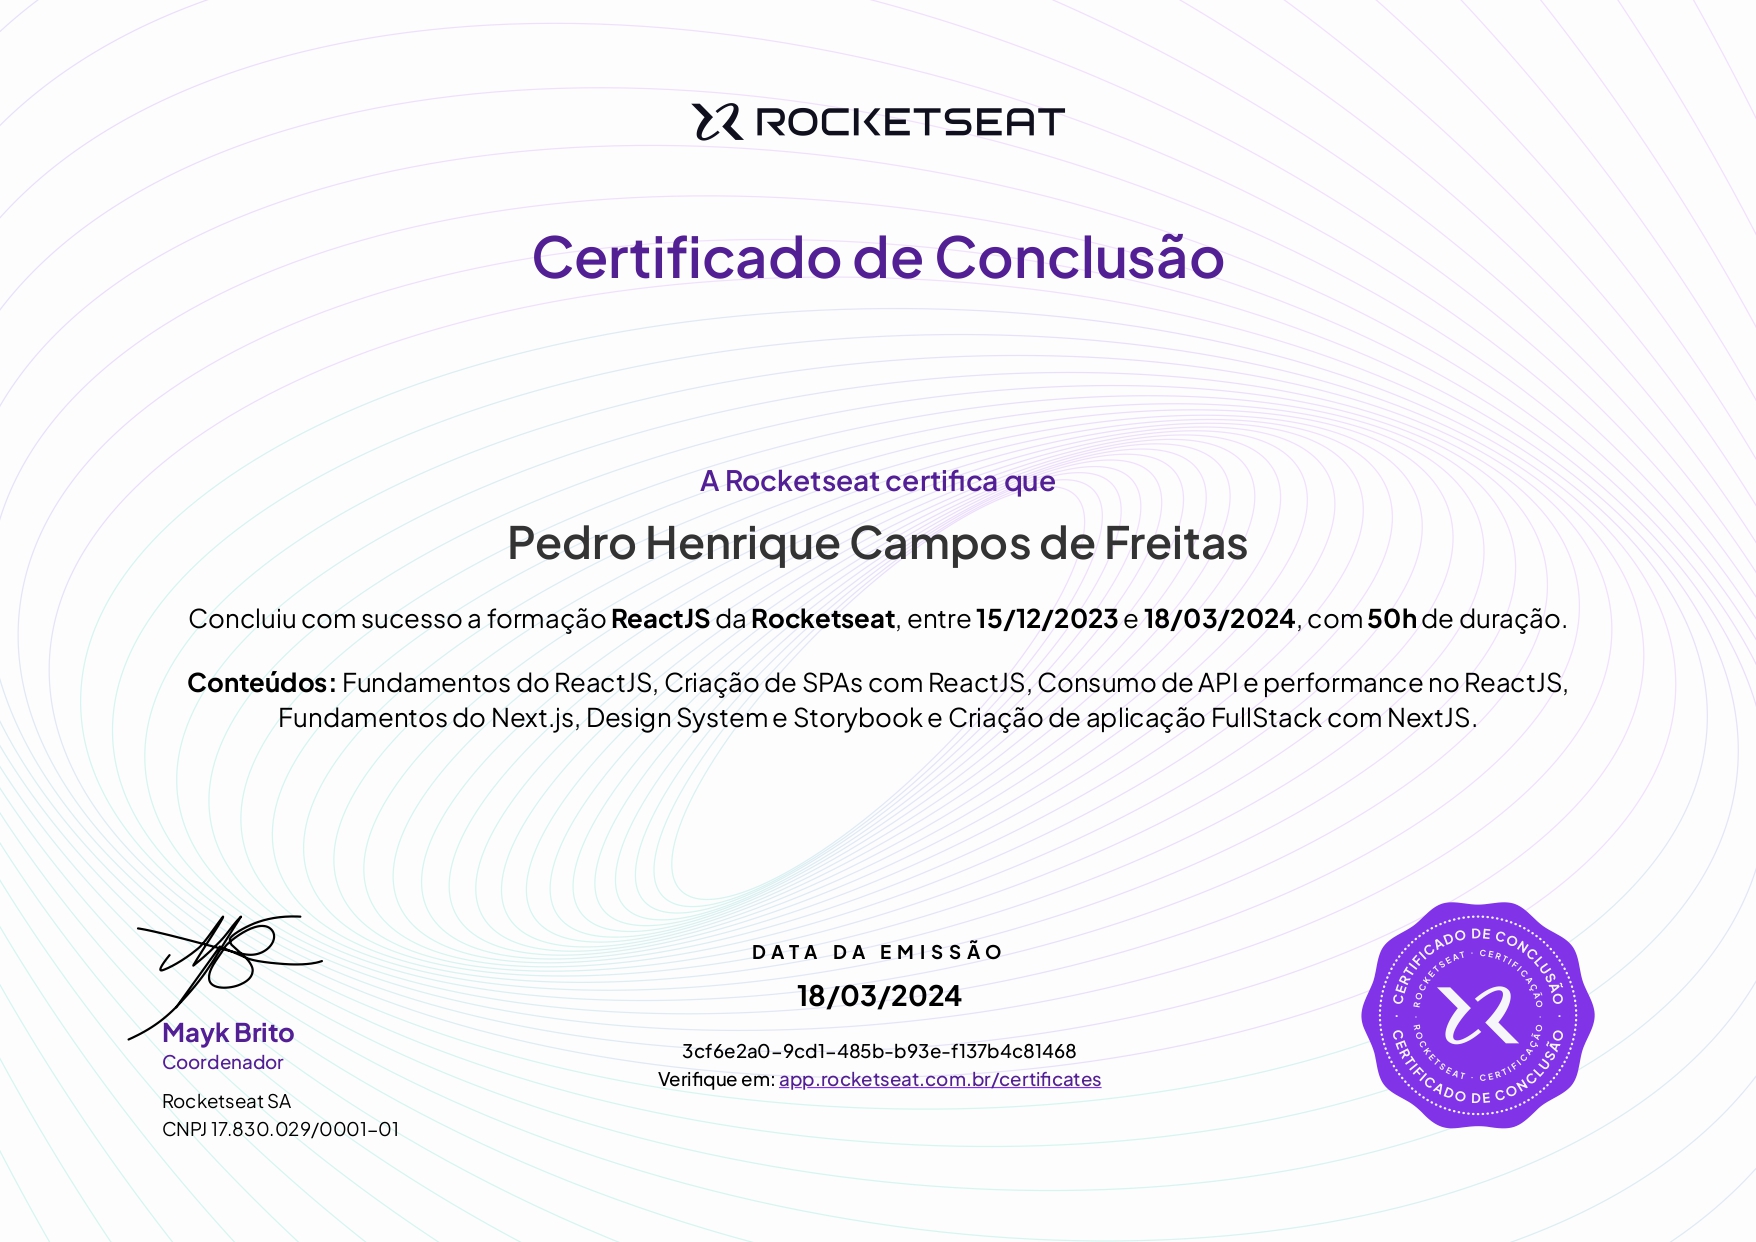 ROCKETSEAT
Certificado de Conclusão
A Rocketseat certifica que
Pedro Henrique Campos de Freitas
Concluiu com sucesso a formação ReactJS da Rocketseat, entre 15/12/2023 e 18/03/2024, com 50h de duração.
Conteúdos: Fundamentos do ReactJS, Criação de SPAs com ReactJS, Consumo de API e performance no ReactJS,
Fundamentos do Next.js, Design System e Storybook e Criação de aplicação FullStack com NextJS.
Mayk Brito
Coordenador
Rocketseat SA
CNPJ 17.830.029/0001-01
DATA DA EMISSÃO
18/03/2024
3cf6e2a0-9cd1-485b-b93e-f137b4c81468
Verifique em: app.rocketseat.com.br/certificates
CERTIFICADO DE CONCLUSÃO
ROCKETSEAT · CERTIFICAÇÃO
ROCKETSEAT · CERTIFICAÇÃO
CERTIFICADO DE CONCLUSÃO